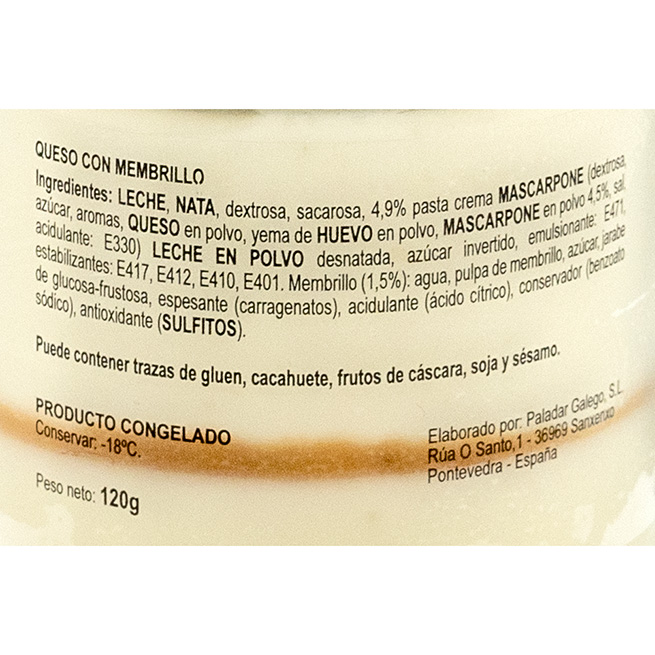 QUESO CON MEMBRILLO
Ingredientes: LECHE, NATA, dextrosa, sacarosa, 4,9% pasta crema MASCARPONE (dextrosa,
azúcar, aromas, QUESO en polvo, yema de HUEVO en polvo, MASCARPONE en polvo 4,5%, sal,
acidulante: E330) LECHE EN POLVO desnatada, azúcar invertido, emulsionante: E471,
estabilizantes: E417, E412, E410, E401. Membrillo (1,5%): agua, pulpa de membrillo, azúcar, jarabe
de glucosa-frustosa, espesante (carragenatos), acidulante (ácido cítrico), conservador (benzoato
sódico), antioxidante (SULFITOS).
Puede contener trazas de gluen, cacahuete, frutos de cáscara, soja y sésamo.
PRODUCTO CONGELADO
Conservar: -18ºC.
Peso neto: 120g
Elaborado por: Paladar Galego, S.L.
Rúa O Santo,1 - 36969 Sanxenxo
Pontevedra - España